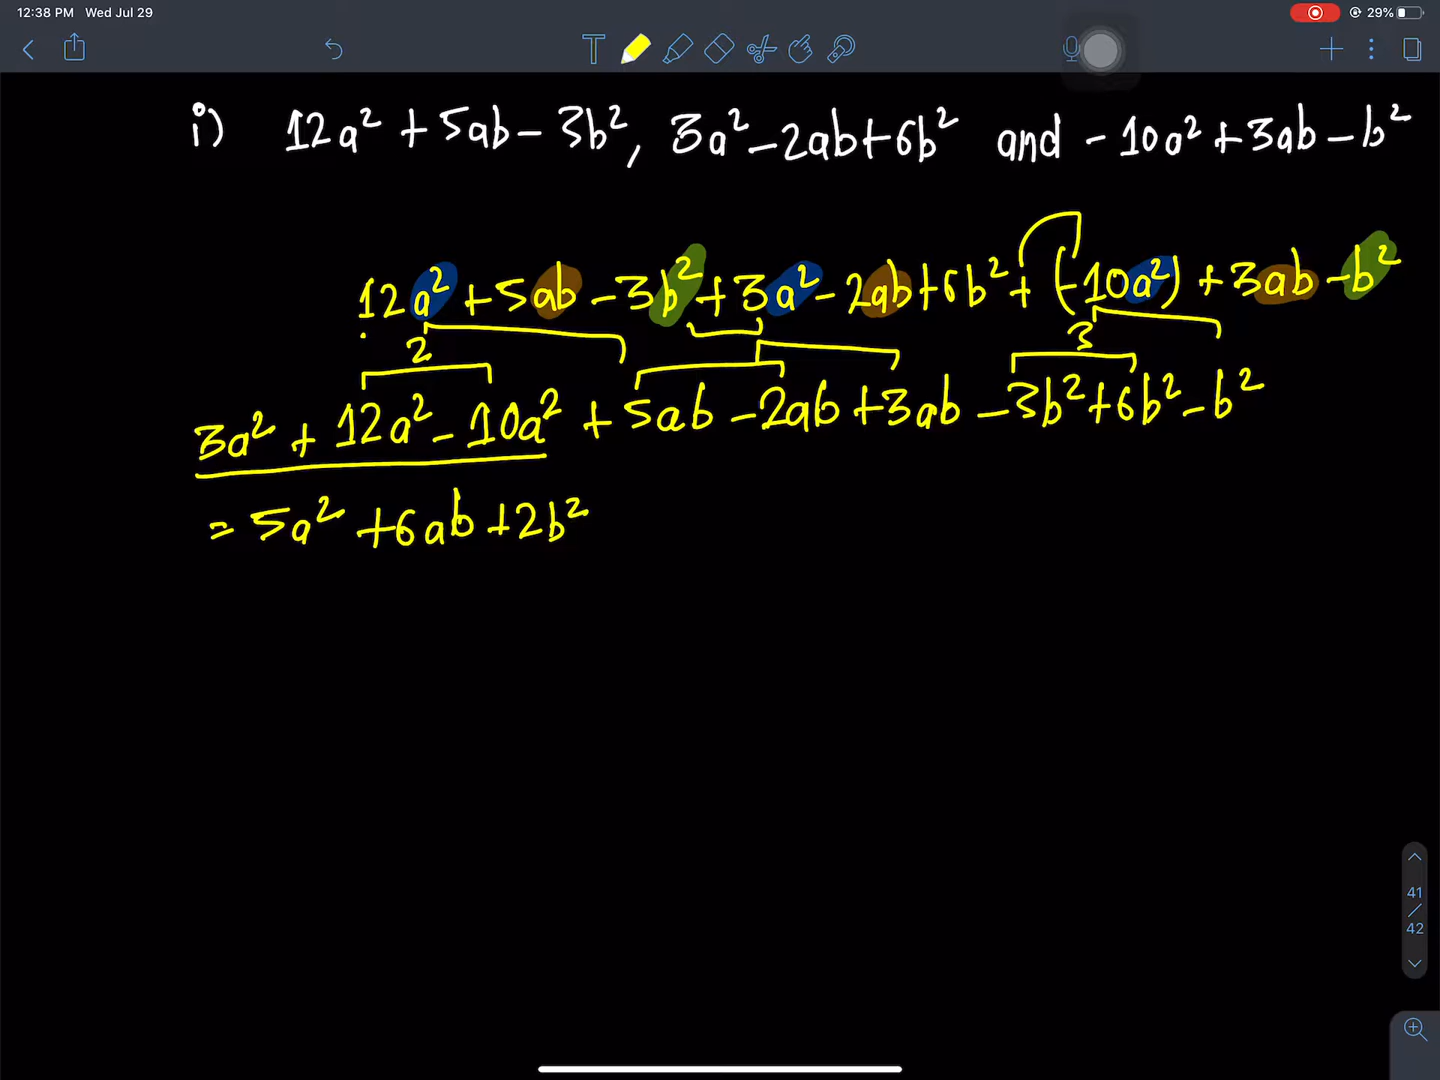 12:38 PM Wed Jul 29 29%
T
i) 12a² + 5ab - 3b², 3a² - 2ab + 6b² and - 10a² + 3ab - b²
12a² + 5ab - 3b² + 3a² - 2ab + 6b² + (-10a²) + 3ab - b²
2 3
3a² + 12a² - 10a² + 5ab - 2ab + 3ab - 3b² + 6b² - b²
= 5a² + 6ab + 2b²
41
/
42